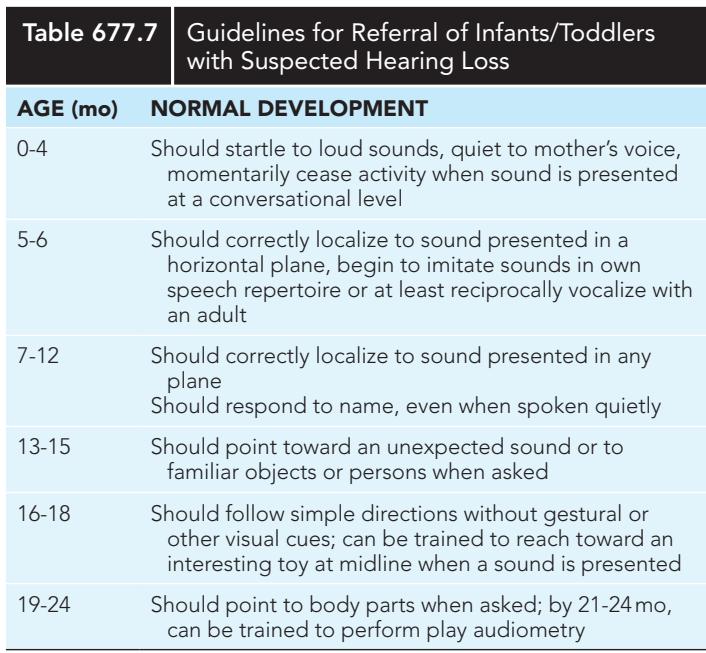 Table 677.7
Guidelines for Referral of Infants/Toddlers
with Suspected Hearing Loss
AGE (mo) NORMAL DEVELOPMENT
0-4 Should startle to loud sounds, quiet to mother's voice,
momentarily cease activity when sound is presented
at a conversational level
5-6 Should correctly localize to sound presented in a
horizontal plane, begin to imitate sounds in own
speech repertoire or at least reciprocally vocalize with
an adult
7-12 Should correctly localize to sound presented in any
plane
Should respond to name, even when spoken quietly
13-15 Should point toward an unexpected sound or to
familiar objects or persons when asked
16-18 Should follow simple directions without gestural or
other visual cues; can be trained to reach toward an
interesting toy at midline when a sound is presented
19-24 Should point to body parts when asked; by 21-24 mo,
can be trained to perform play audiometry